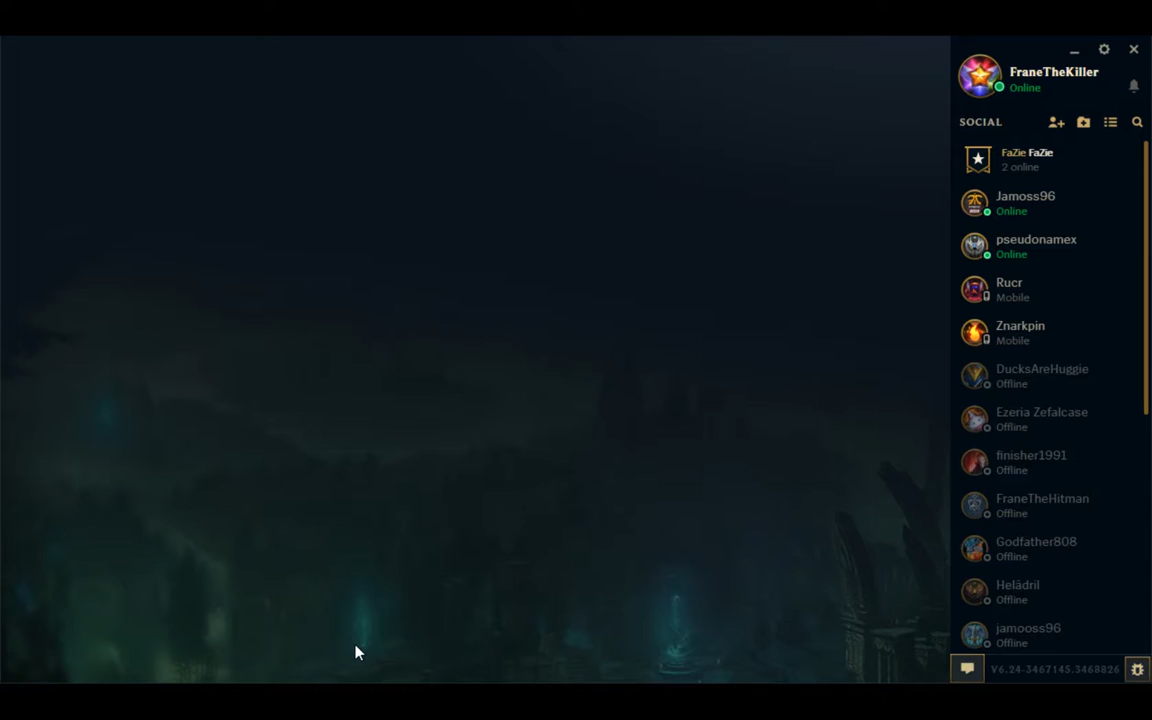 FraneTheKiller
Online
SOCIAL
FaZie FaZie
2 online
Jamoss96
Online
pseudonamex
Online
Rucr
Mobile
Znarkpin
Mobile
DucksAreHuggie
Offline
Ezeria Zefalcase
Offline
finisher1991
Offline
FraneTheHitman
Offline
Godfather808
Offline
Helädril
Offline
jamooss96
Offline
V6.24-3467145.3468826